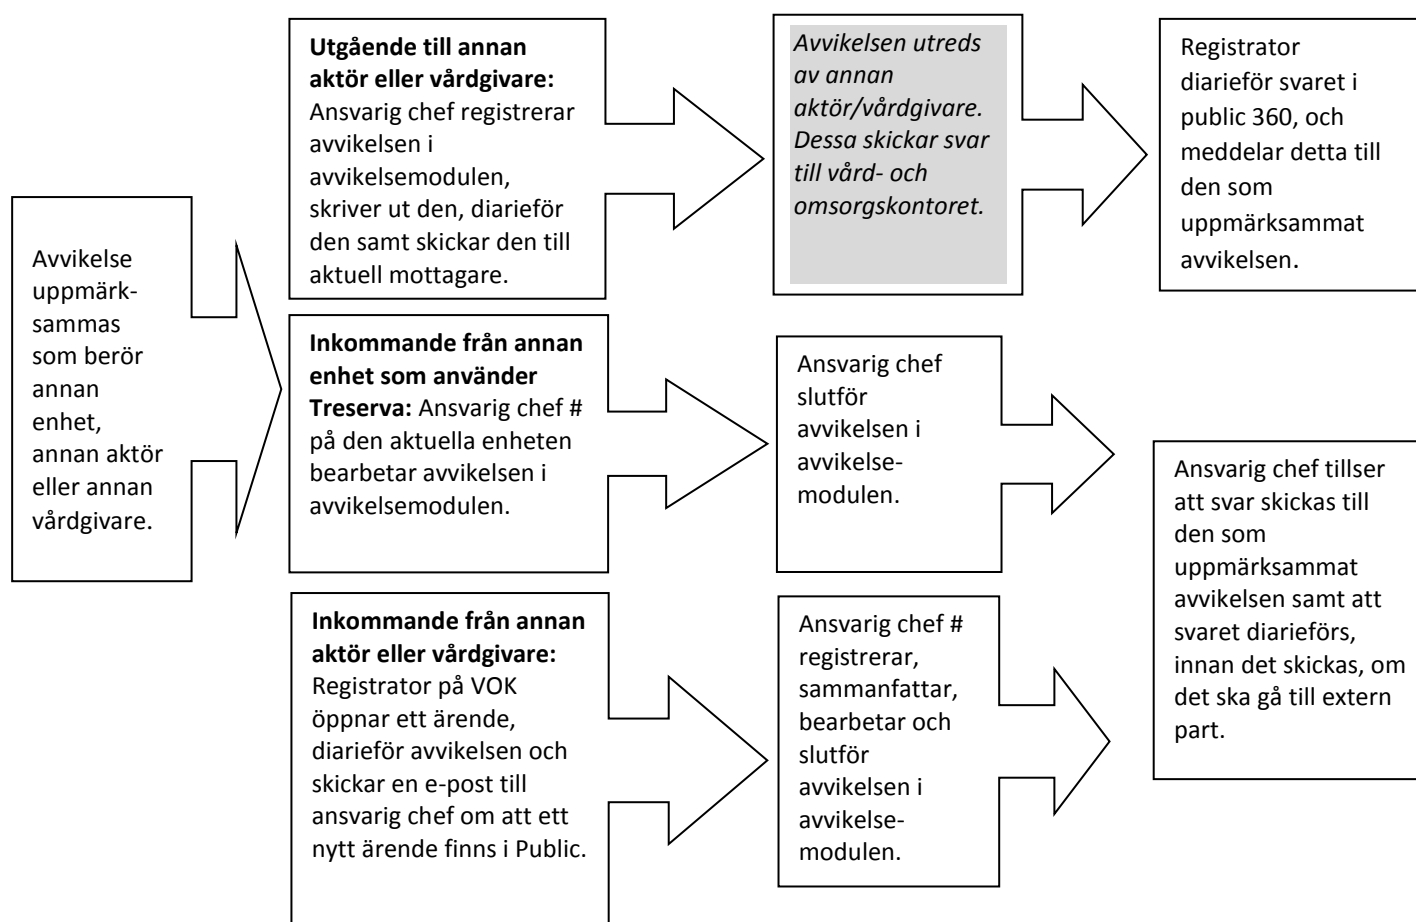 Avvikelse
uppmärk-
sammas
som berör
annan
enhet,
annan aktör
eller annan
vårdgivare.
Utgående till annan
aktör eller vårdgivare:
Ansvarig chef registrerar
avvikelsen i
avvikelsemodulen,
skriver ut den, diarieför
den samt skickar den till
aktuell mottagare.
Avvikelsen utreds
av annan
aktör/vårdgivare.
Dessa skickar svar
till vård- och
omsorgskontoret.
Registrator
diarieför svaret i
public 360, och
meddelar detta till
den som
uppmärksammat
avvikelsen.
Inkommande från annan
enhet som använder
Treserva: Ansvarig chef #
på den aktuella enheten
bearbetar avvikelsen i
avvikelsemodulen.
Ansvarig chef
slutför
avvikelsen i
avvikelse-
modulen.
Inkommande från annan
aktör eller vårdgivare:
Registrator på VOK
öppnar ett ärende,
diarieför avvikelsen och
skickar en e-post till
ansvarig chef om att ett
nytt ärende finns i Public.
Ansvarig chef #
registrerar,
sammanfattar,
bearbetar och
slutför
avvikelsen i
avvikelse-
modulen.
Ansvarig chef tillser
att svar skickas till
den som
uppmärksammat
avvikelsen samt att
svaret diarieförs,
innan det skickas, om
det ska gå till extern
part.